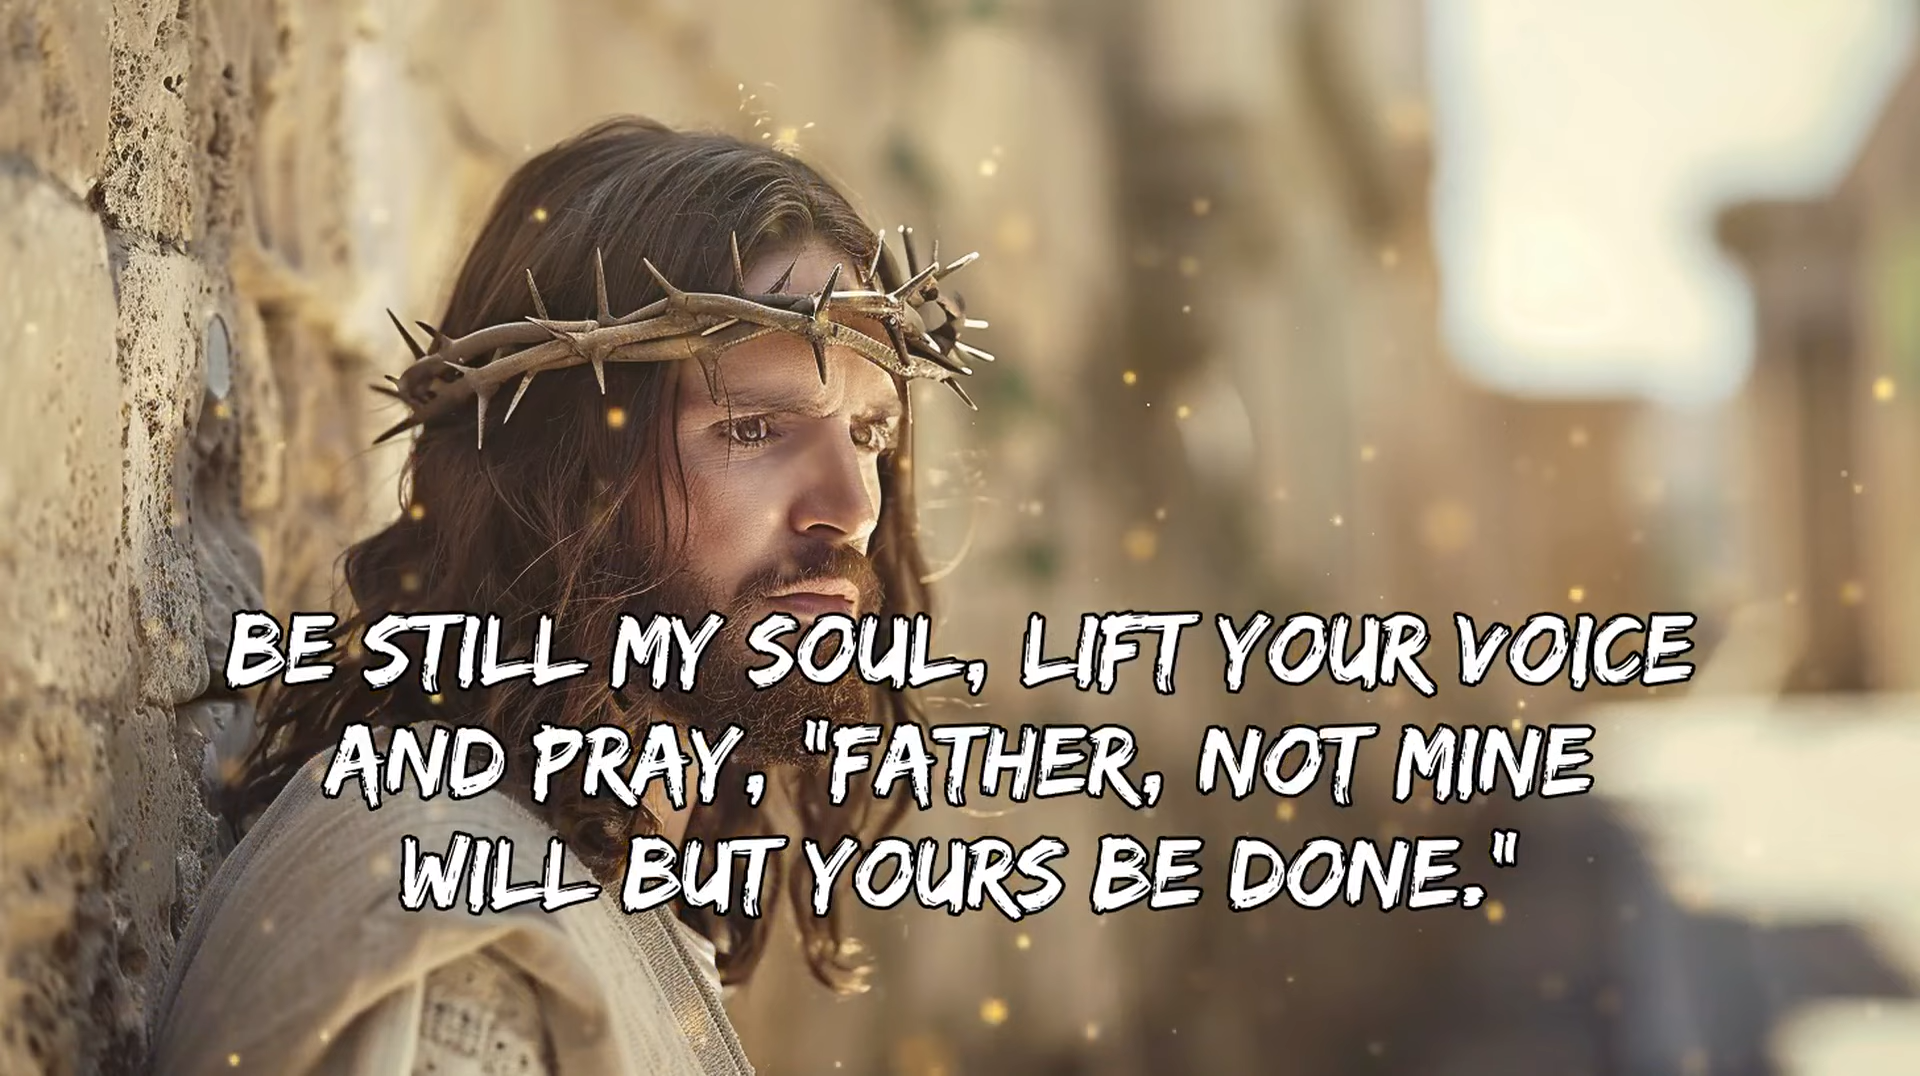 BE STILL MY SOUL, LIFT YOUR VOICE
AND PRAY, "FATHER, NOT MINE
WILL BUT YOURS BE DONE."